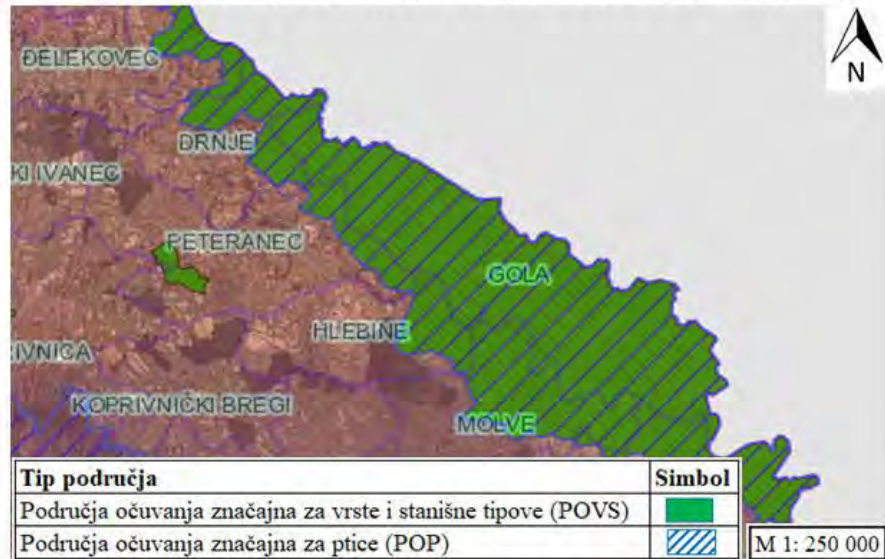 ĐELEKOVEC
N
DRNJE
KI IVANEC
PETERANEC
GOLA
HLEBINE
RIVNICA
KOPRIVNIČKI BREGI
MOLVE
Tip područja Simbol
Područja očuvanja značajna za vrste i stanišne tipove (POVS)
Područja očuvanja značajna za ptice (POP)
M 1: 250 000